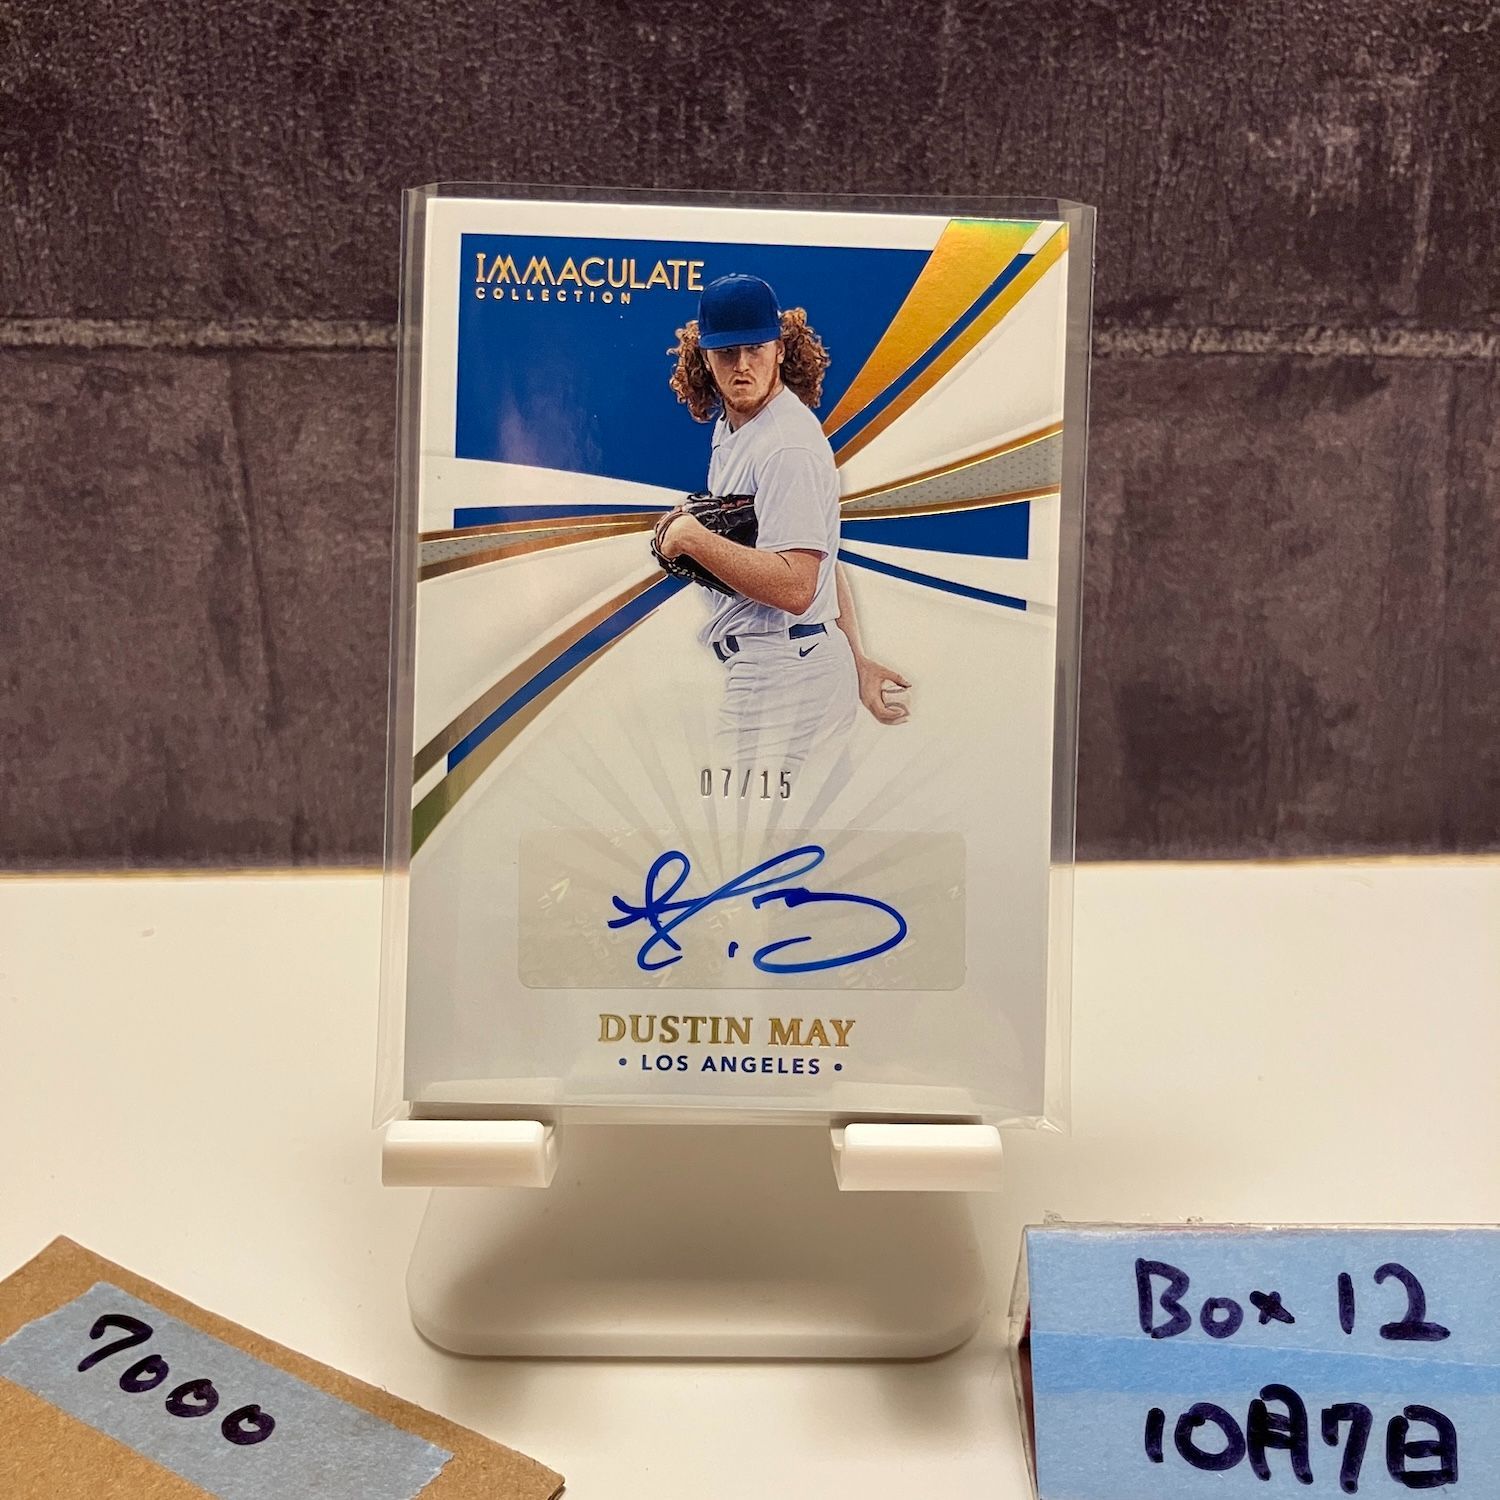 IMMACULATE
COLLECTION
07/15
DUSTIN MAY
• LOS ANGELES •
7000
Box 12
10月7日